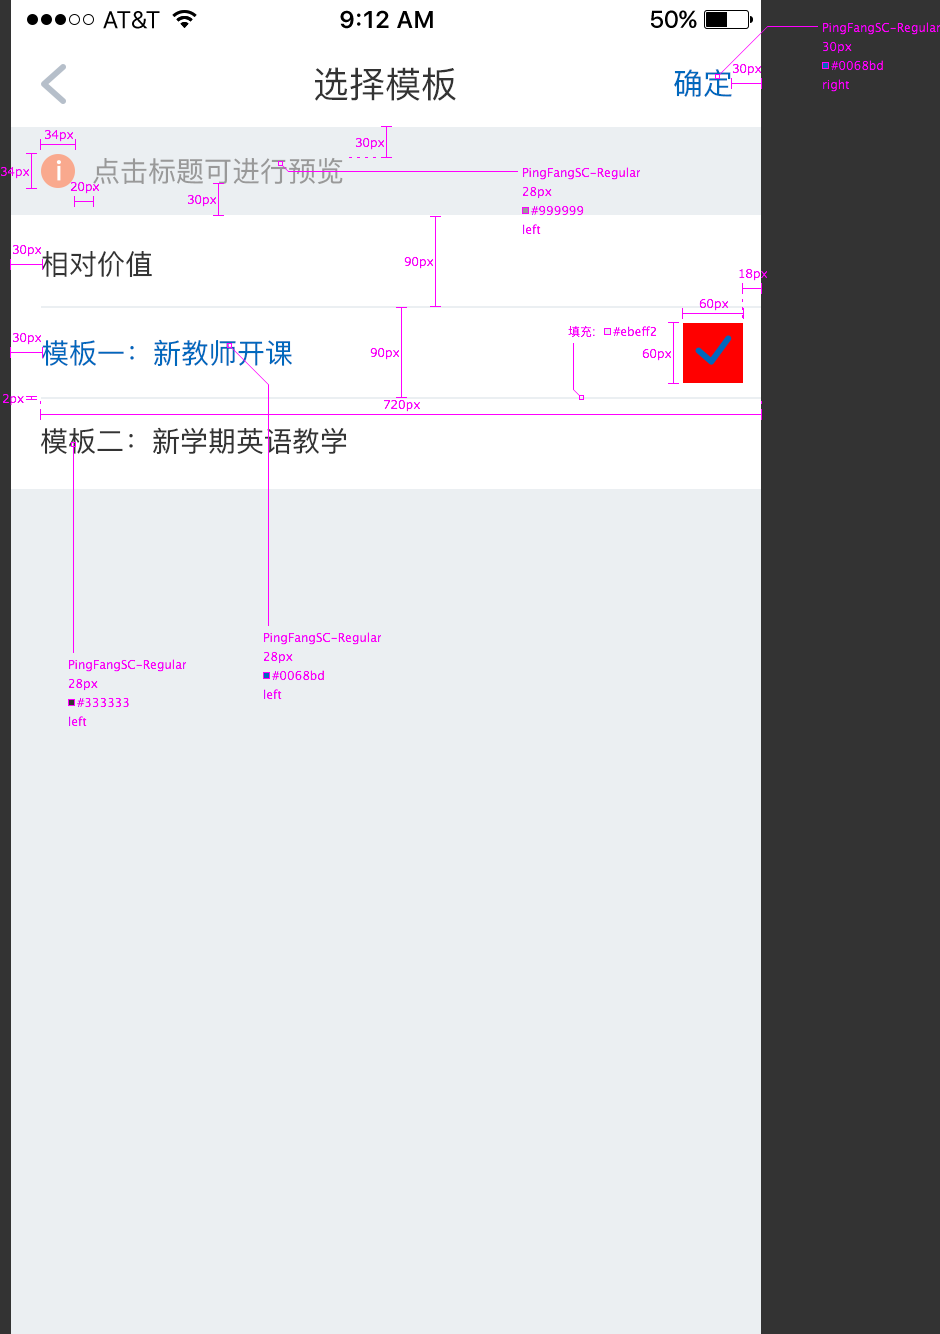 AT&T 9:12 AM 50%
选择模板
确定
30px
PingFangSC-Regular
30px
#0068bd
right
34px
30px
34px
点击标题可进行预览
20px
30px
PingFangSC-Regular
28px
#999999
left
30px
相对价值
90px
18px
60px
30px
模板一：新教师开课
90px
填充：#ebeff2
60px
2px
720px
模板二：新学期英语教学
PingFangSC-Regular
28px
#333333
left
PingFangSC-Regular
28px
#0068bd
left